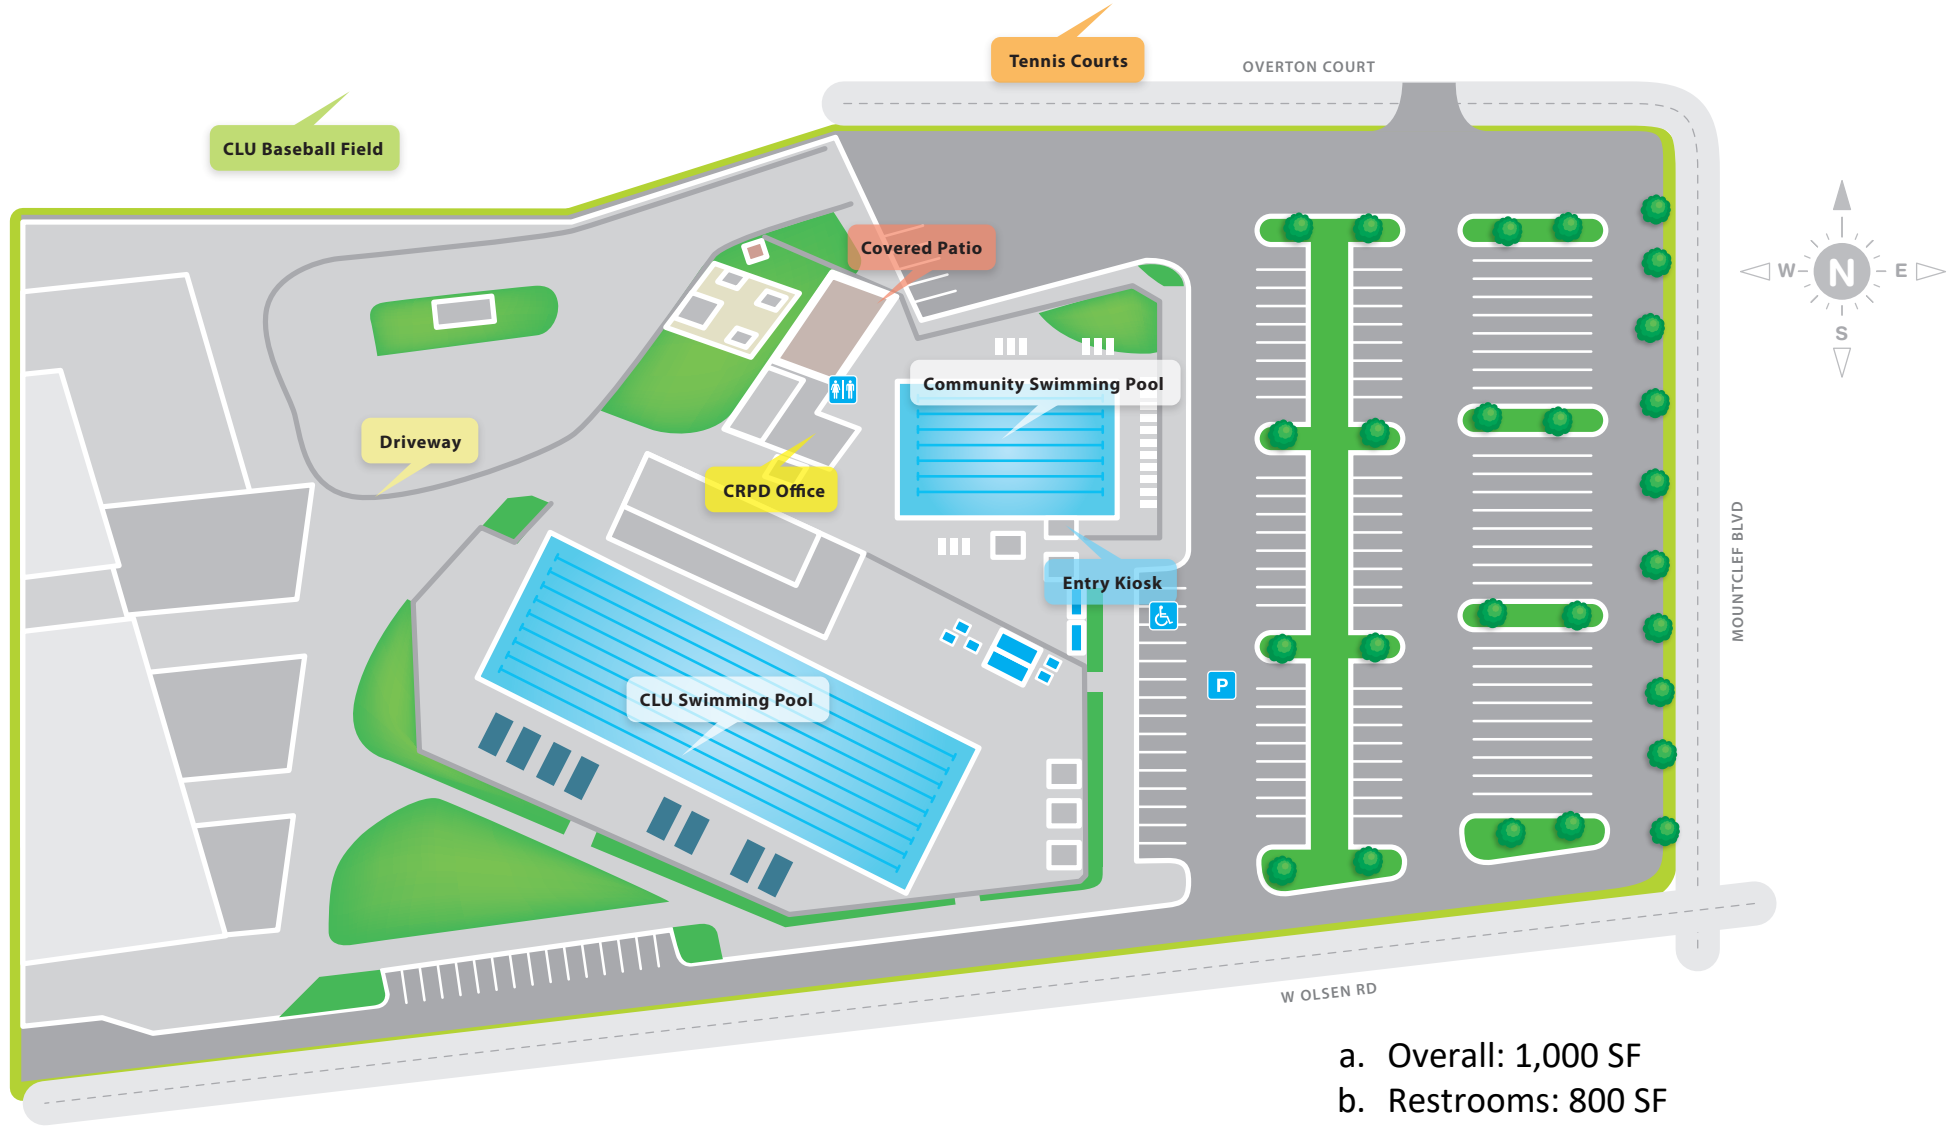 Tennis Courts
OVERTON COURT
CLU Baseball Field
Covered Patio
W
N
E
S
Community Swimming Pool
Driveway
CRPD Office
Entry Kiosk
MOUNTCLEF BLVD
P
CLU Swimming Pool
W OLSEN RD
a. Overall: 1,000 SF
b. Restrooms: 800 SF